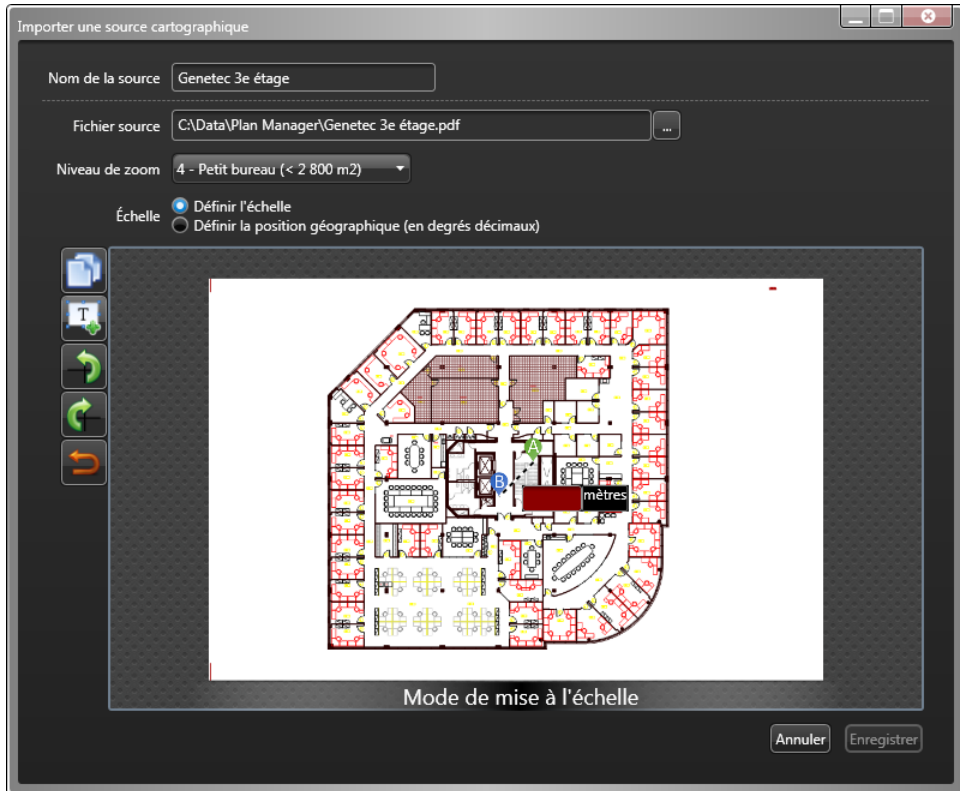 Importer une source cartographique
Nom de la source Genetec 3e étage
Fichier source C:\Data\Plan Manager\Genetec 3e étage.pdf ...
Niveau de zoom 4 - Petit bureau (< 2 800 m2)
Échelle Définir l'échelle
Définir la position géographique (en degrés décimaux)
T
A
B
mètres
Mode de mise à l'échelle
Annuler Enregistrer